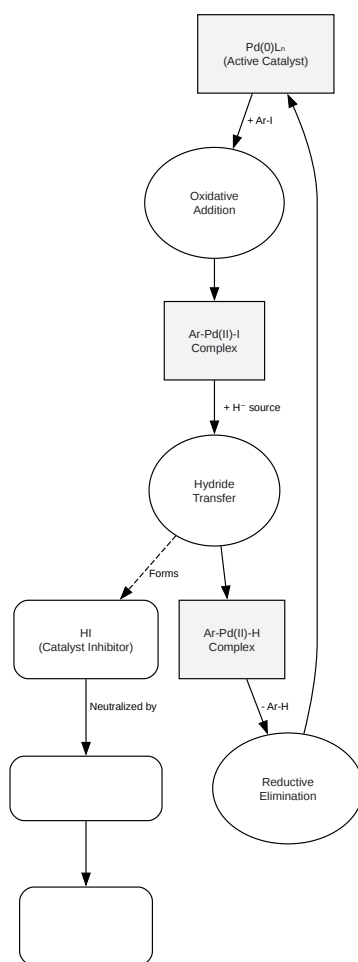 Pd(0)Lₙ
(Active Catalyst)
+ Ar-I
Oxidative
Addition
Ar-Pd(II)-I
Complex
+ H⁻ source
Hydride
Transfer
Forms
HI
(Catalyst Inhibitor)
Ar-Pd(II)-H
Complex
Neutralized by
- Ar-H
Reductive
Elimination